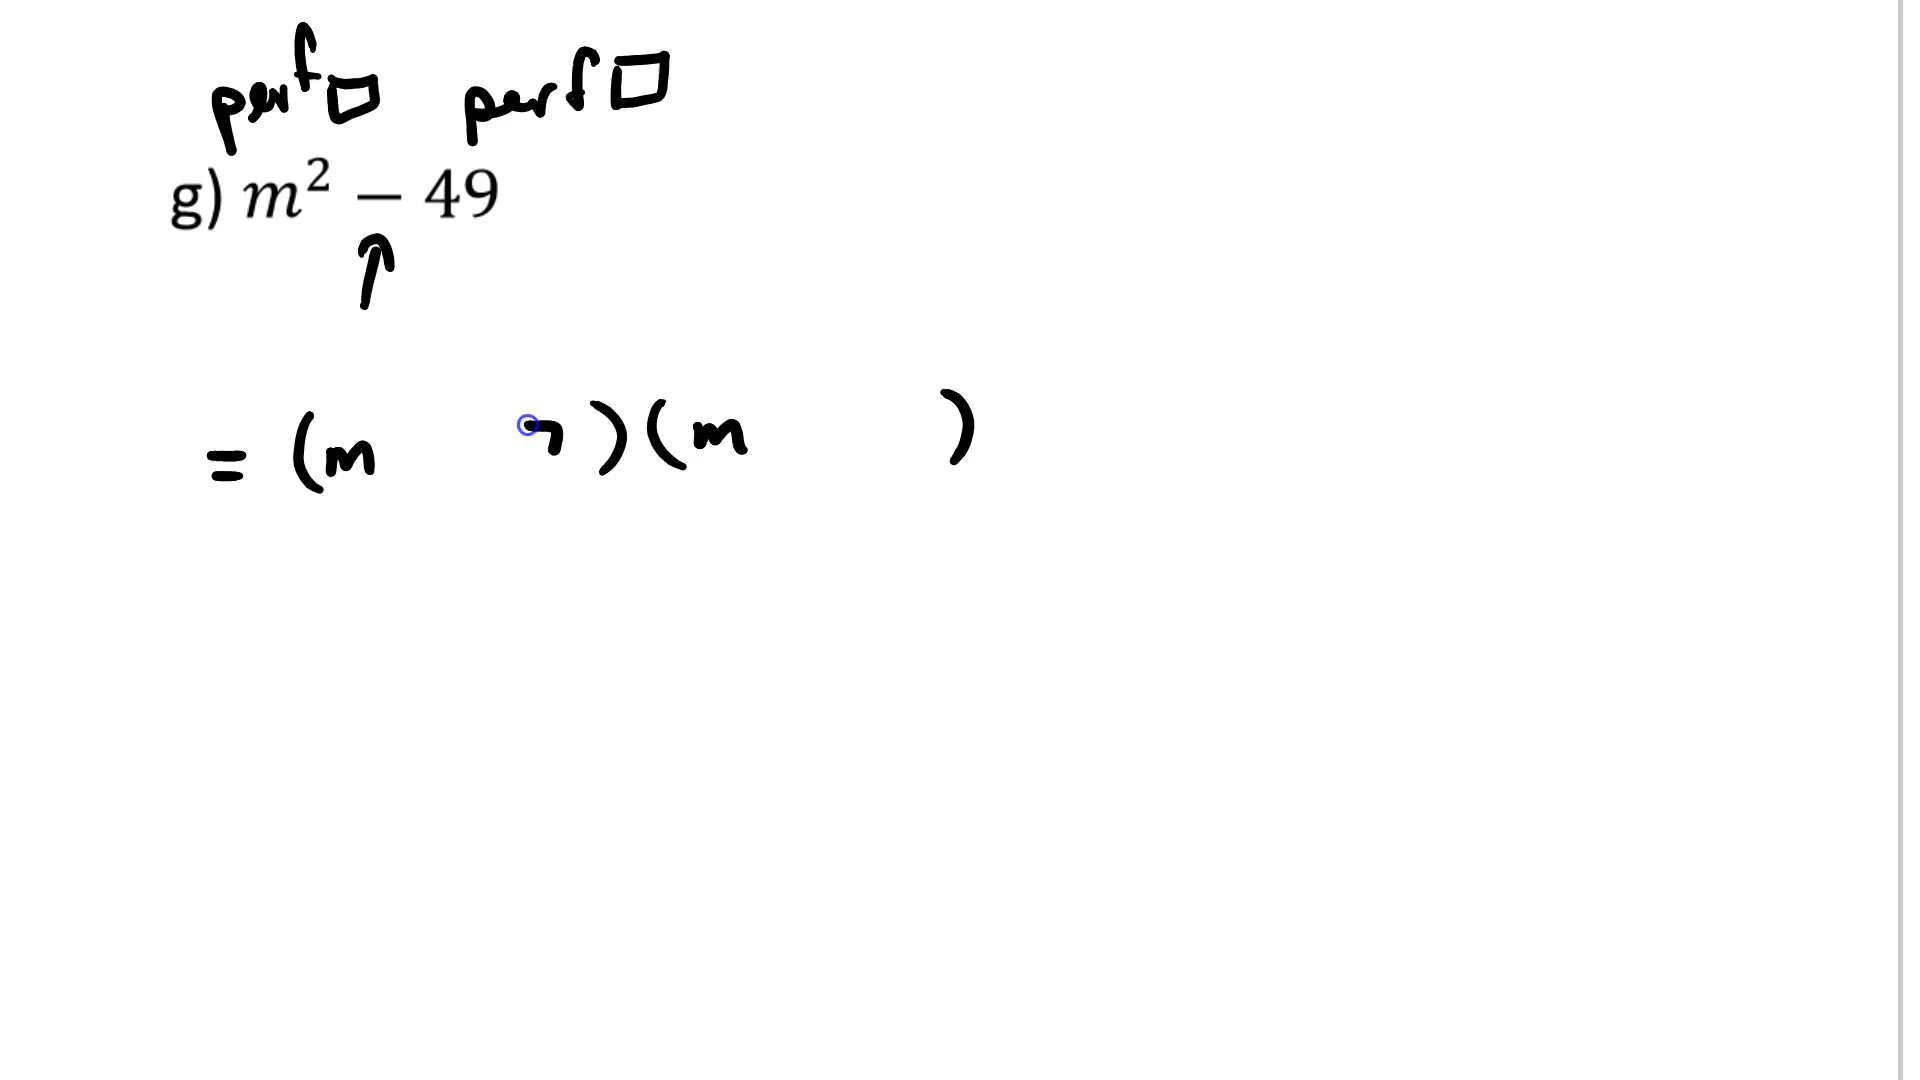 perf□ perf□
g) m² − 49
↑
= (m 7)(m )